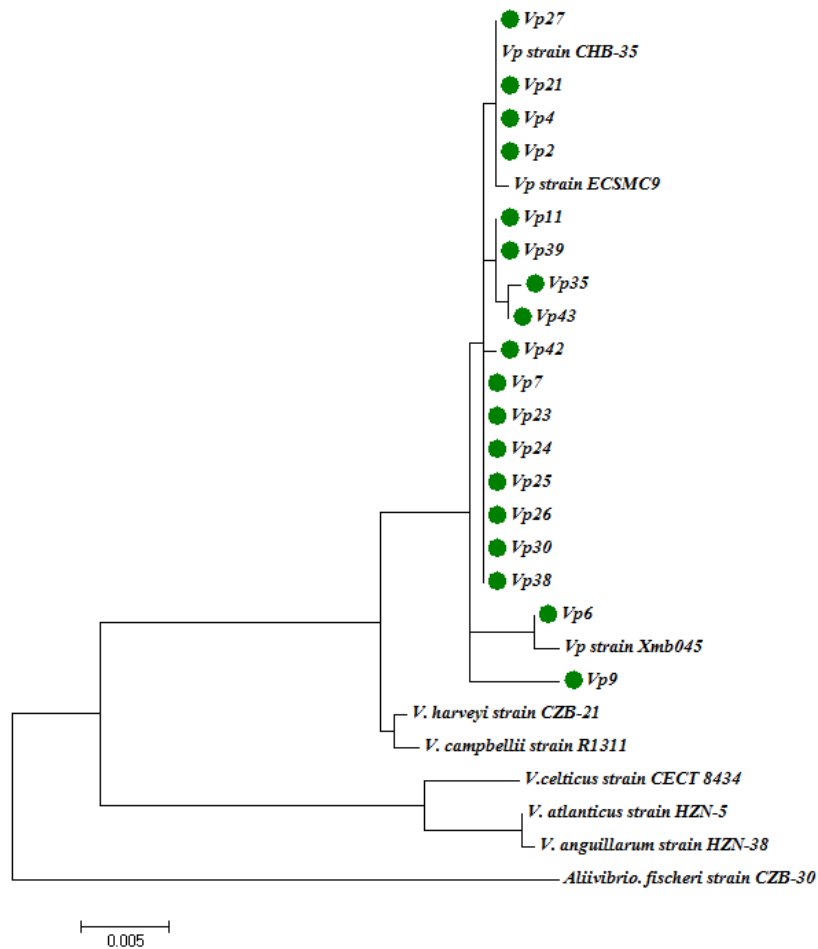 Vp27
Vp strain CHB-35
Vp21
Vp4
Vp2
Vp strain ECSMC9
Vp11
Vp39
Vp35
Vp43
Vp42
Vp7
Vp23
Vp24
Vp25
Vp26
Vp30
Vp38
Vp6
Vp strain Xmb045
Vp9
V. harveyi strain CZB-21
V. campbellii strain R1311
V.celticus strain CECT 8434
V. atlanticus strain HZN-5
V. anguillarum strain HZN-38
Aliivibrio. fischeri strain CZB-30
0.005